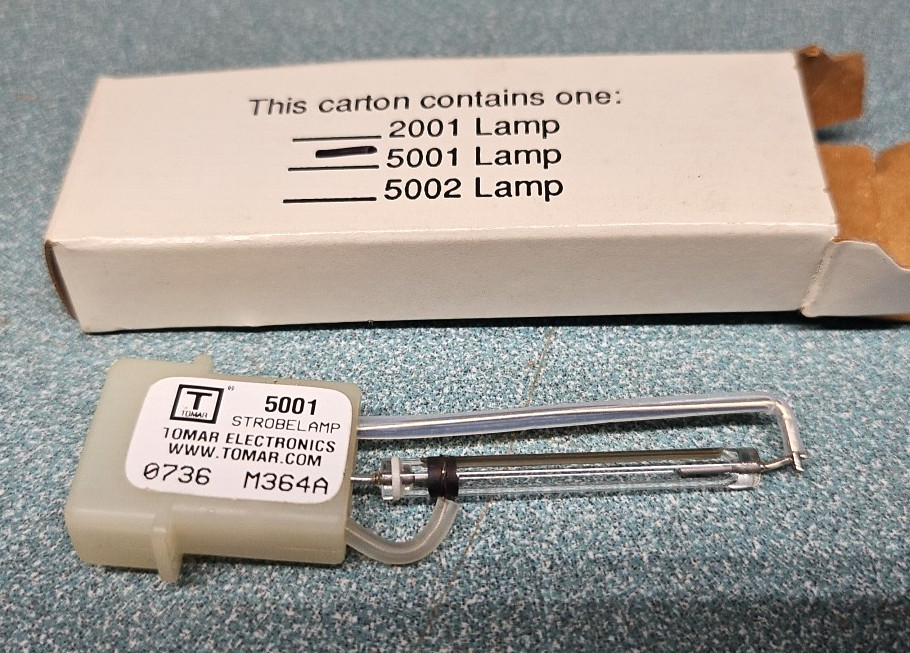 This carton contains one:
2001 Lamp
5001 Lamp
5002 Lamp
T
TOMAR
®
5001
STROBELAMP
TOMAR ELECTRONICS
WWW.TOMAR.COM
0736 M364A